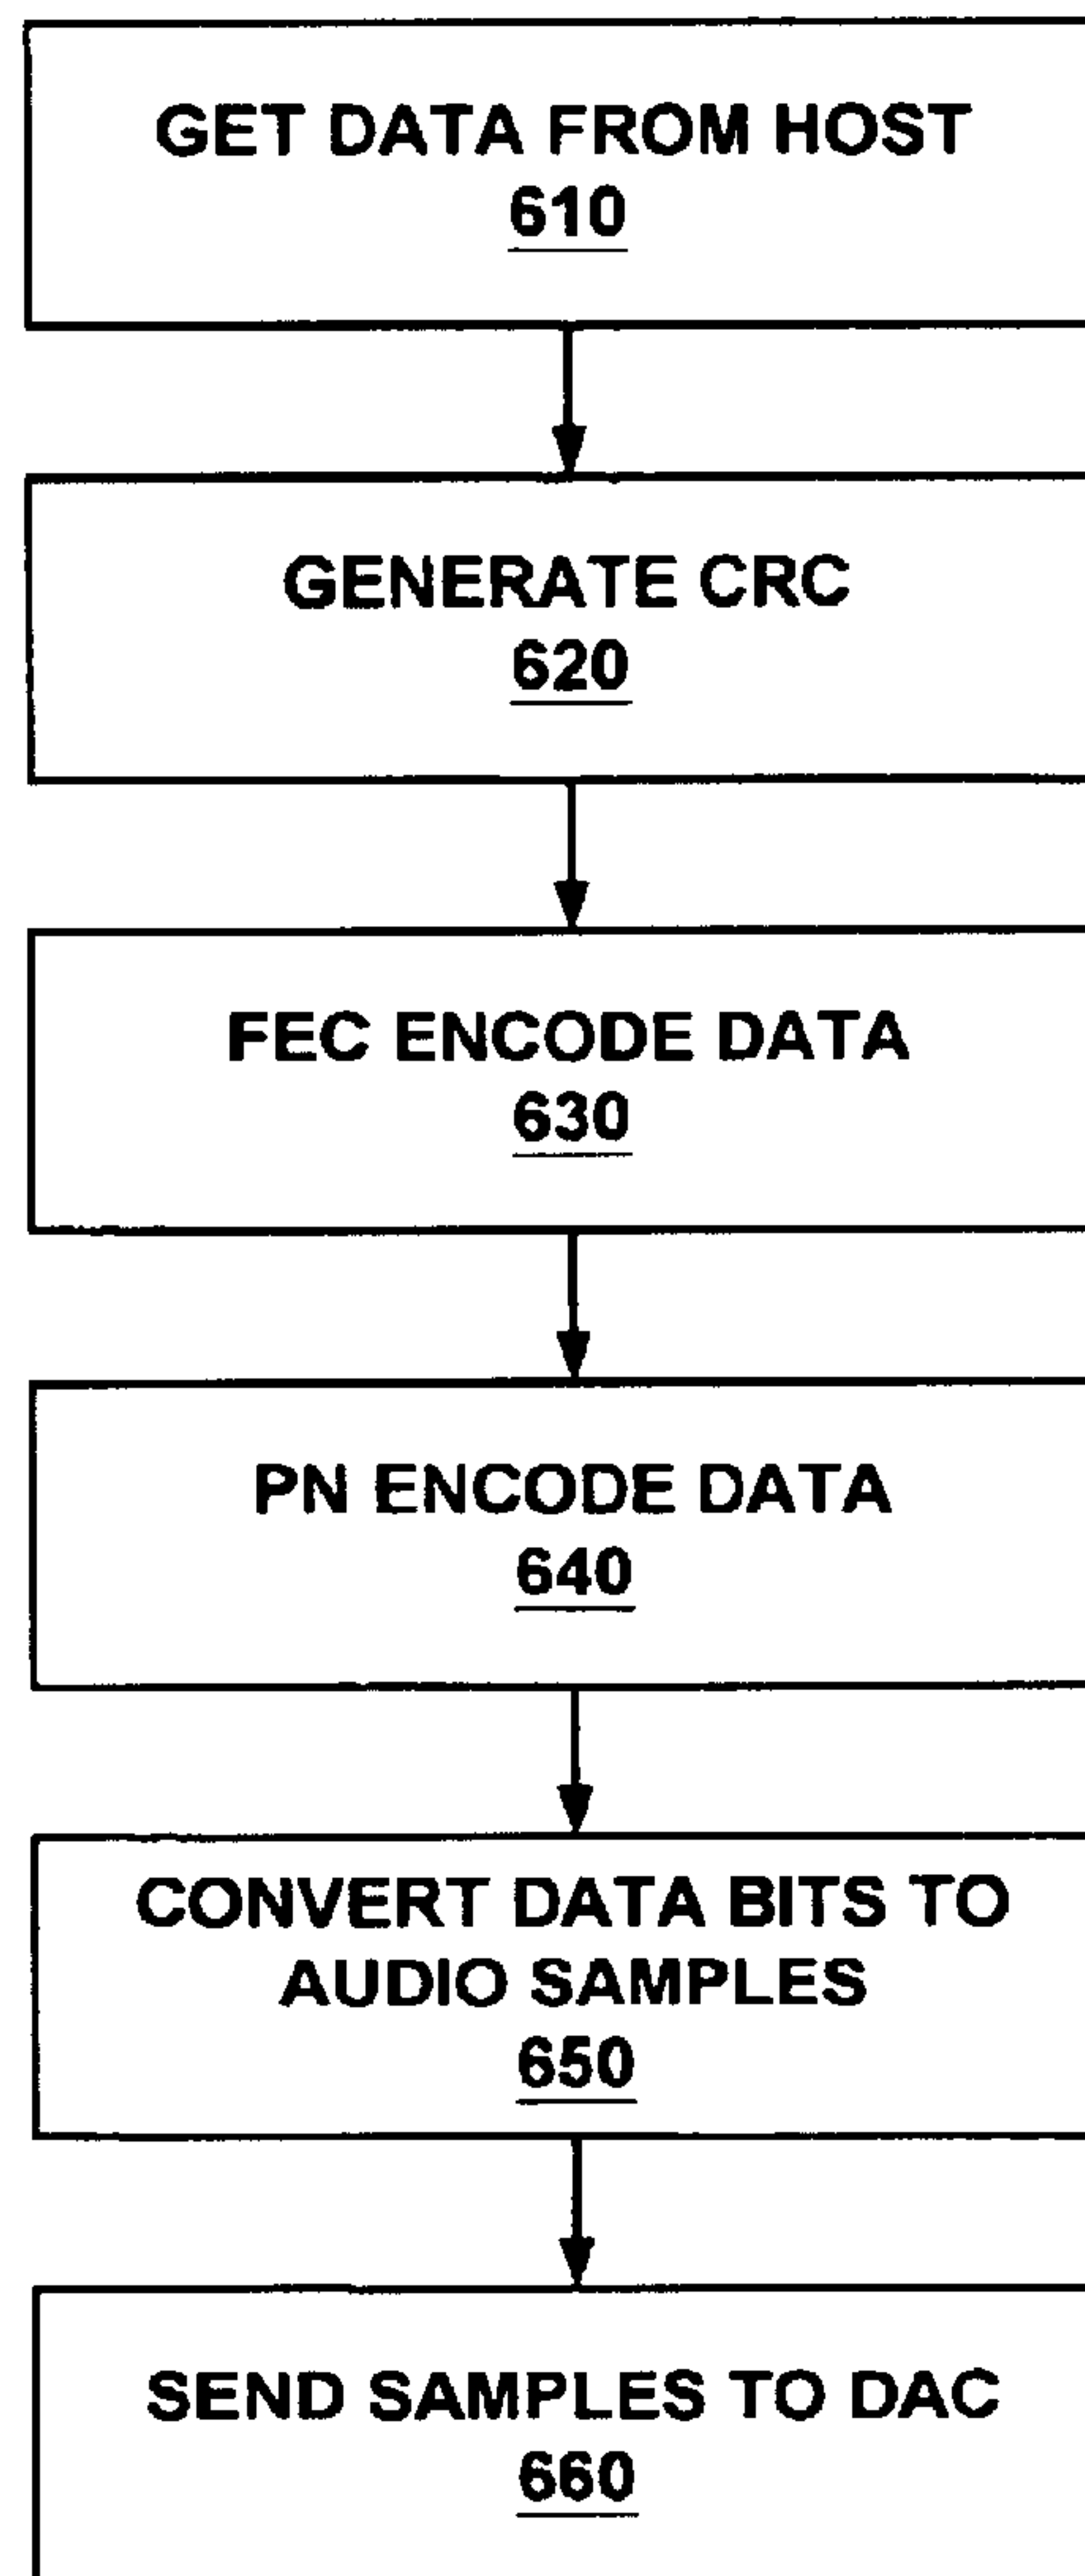 GET DATA FROM HOST
610
GENERATE CRC
620
FEC ENCODE DATA
630
PN ENCODE DATA
640
CONVERT DATA BITS TO
AUDIO SAMPLES
650
SEND SAMPLES TO DAC
660